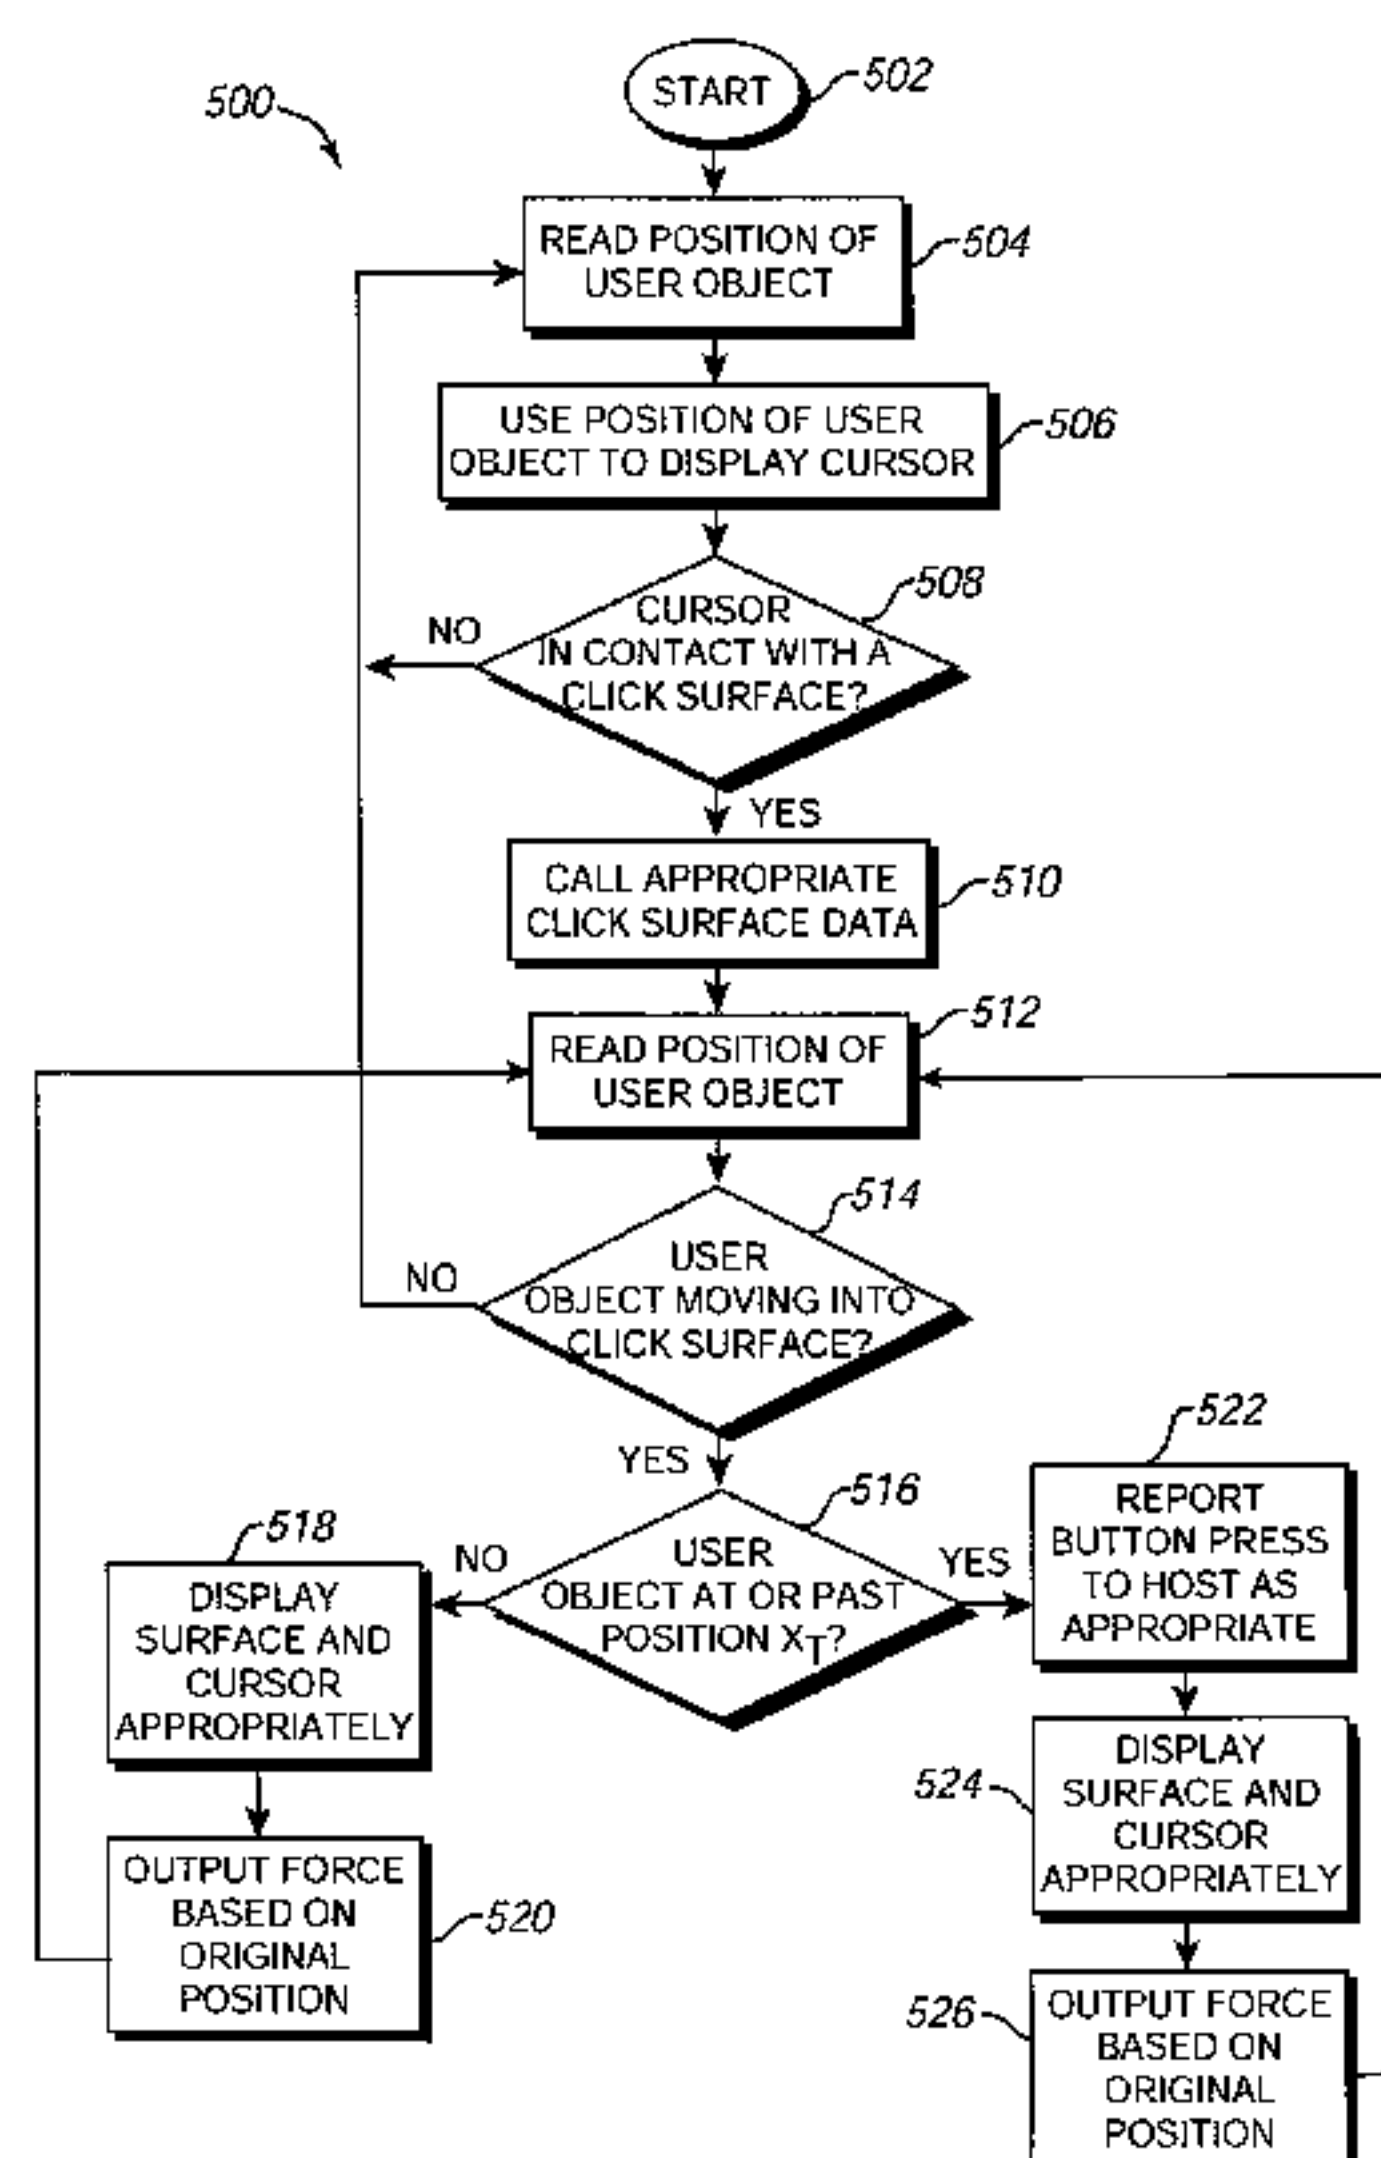 500
START
502
READ POSITION OF
USER OBJECT
504
USE POSITION OF USER
OBJECT TO DISPLAY CURSOR
506
CURSOR
IN CONTACT WITH A
CLICK SURFACE?
508
NO
YES
CALL APPROPRIATE
CLICK SURFACE DATA
510
READ POSITION OF
USER OBJECT
512
USER
OBJECT MOVING INTO
CLICK SURFACE?
514
NO
YES
USER
OBJECT AT OR PAST
POSITION XT?
516
NO
YES
518
DISPLAY
SURFACE AND
CURSOR
APPROPRIATELY
OUTPUT FORCE
BASED ON
ORIGINAL
POSITION
520
522
REPORT
BUTTON PRESS
TO HOST AS
APPROPRIATE
524
DISPLAY
SURFACE AND
CURSOR
APPROPRIATELY
526
OUTPUT FORCE
BASED ON
ORIGINAL
POSITION